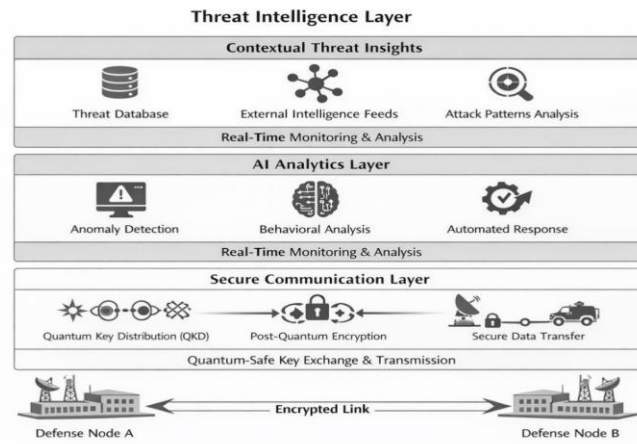 Threat Intelligence Layer
Contextual Threat Insights
Threat Database External Intelligence Feeds Attack Patterns Analysis
Real-Time Monitoring & Analysis
AI Analytics Layer
Anomaly Detection Behavioral Analysis Automated Response
Real-Time Monitoring & Analysis
Secure Communication Layer
Quantum Key Distribution (QKD) Post-Quantum Encryption Secure Data Transfer
Quantum-Safe Key Exchange & Transmission
Encrypted Link
Defense Node A Defense Node B